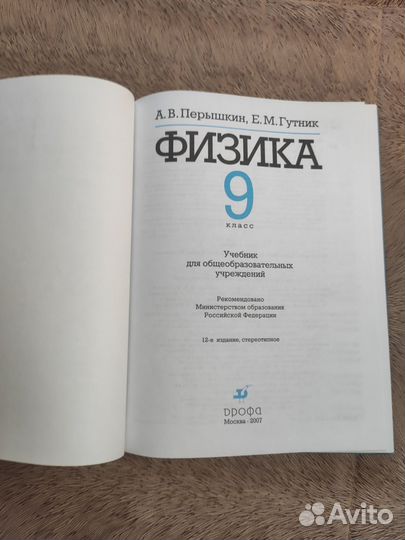 А. В. Перышкин, Е. М. Гутник
ФИЗИКА
9
класс
Учебник
для общеобразовательных
учреждений
Рекомендовано
Министерством образования
Российской Федерации
12-е издание, стереотипное
дрофа
Москва · 2007
Avito